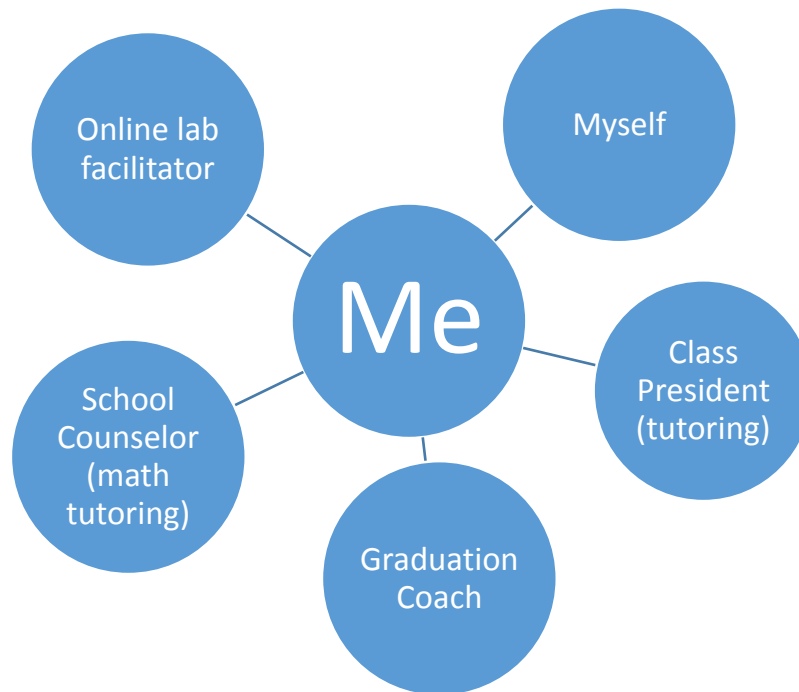 Online lab
facilitator
Myself
Me
Class
President
(tutoring)
School
Counselor
(math
tutoring)
Graduation
Coach